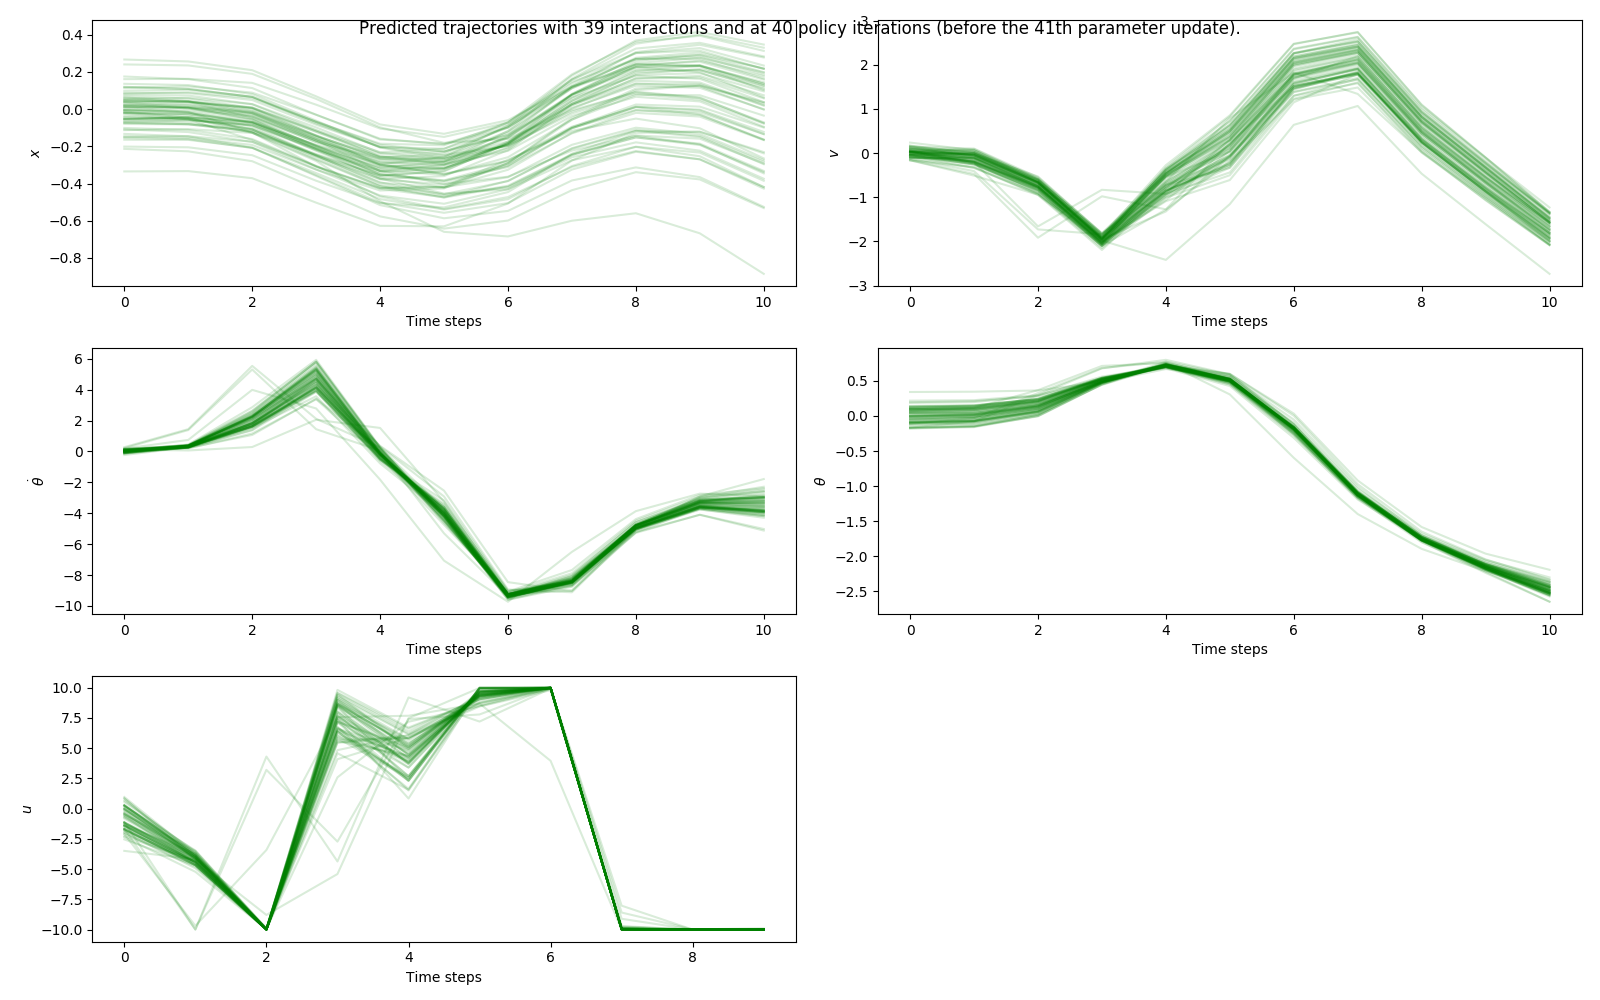 Predicted trajectories with 39 interactions and at 40 policy iterations (before the 41th parameter update).
0.4
0.2
0.0
−0.2
−0.4
−0.6
−0.8
x
0 2 4 6 8 10
Time steps
3
2
1
0
−1
−2
−3
v
0 2 4 6 8 10
Time steps
6
4
2
0
−2
−4
−6
−8
−10
θ̇
0 2 4 6 8 10
Time steps
0.5
0.0
−0.5
−1.0
−1.5
−2.0
−2.5
θ
0 2 4 6 8 10
Time steps
10.0
7.5
5.0
2.5
0.0
−2.5
−5.0
−7.5
−10.0
u
0 2 4 6 8
Time steps